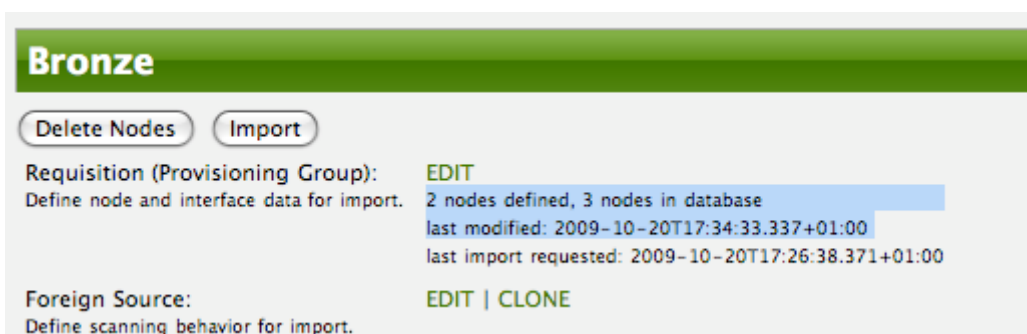 Bronze
Delete Nodes Import
Requisition (Provisioning Group): EDIT
Define node and interface data for import. 2 nodes defined, 3 nodes in database
last modified: 2009-10-20T17:34:33.337+01:00
last import requested: 2009-10-20T17:26:38.371+01:00
Foreign Source: EDIT | CLONE
Define scanning behavior for import.